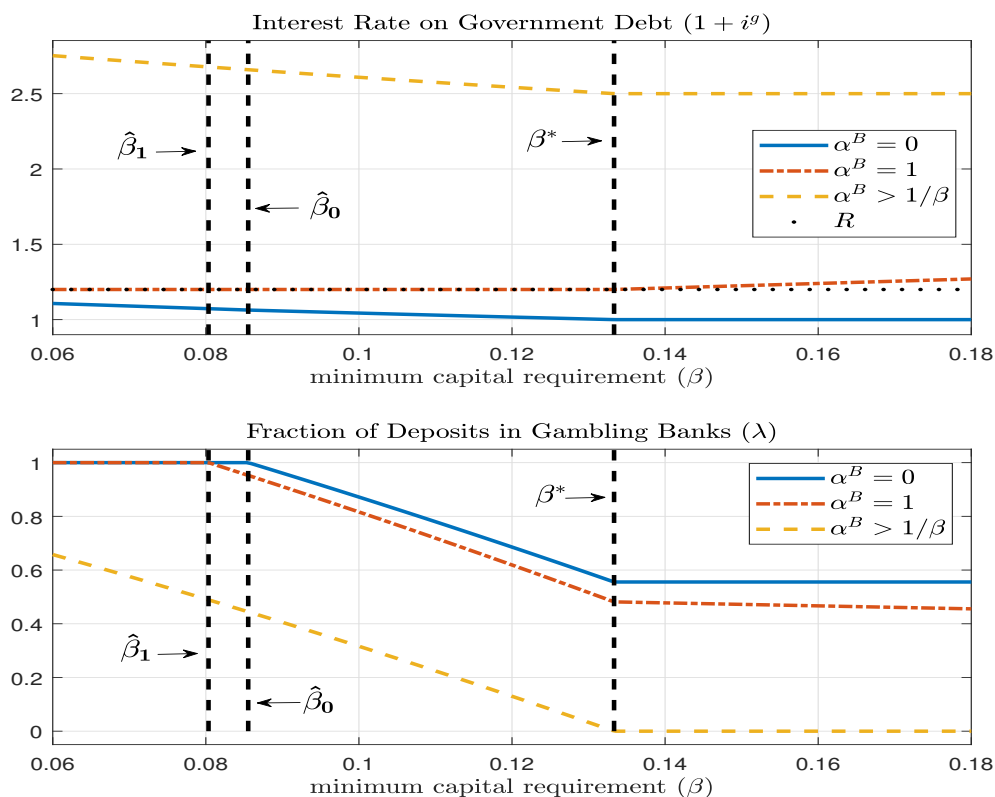 Interest Rate on Government Debt (1 + i^g)
2.5
2
1.5
1
β̂₁
β̂₀
β*
α^B = 0
α^B = 1
α^B > 1/β
R
0.06 0.08 0.1 0.12 0.14 0.16 0.18
minimum capital requirement (β)
Fraction of Deposits in Gambling Banks (λ)
1
0.8
0.6
0.4
0.2
0
β*
α^B = 0
α^B = 1
α^B > 1/β
β̂₁
β̂₀
0.06 0.08 0.1 0.12 0.14 0.16 0.18
minimum capital requirement (β)